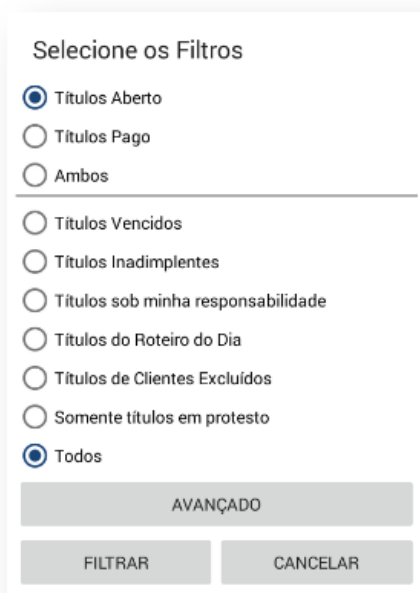 Selecione os Filtros
Títulos Aberto
Títulos Pago
Ambos
Títulos Vencidos
Títulos Inadimplentes
Títulos sob minha responsabilidade
Títulos do Roteiro do Dia
Títulos de Clientes Excluídos
Somente títulos em protesto
Todos
AVANÇADO
FILTRAR CANCELAR